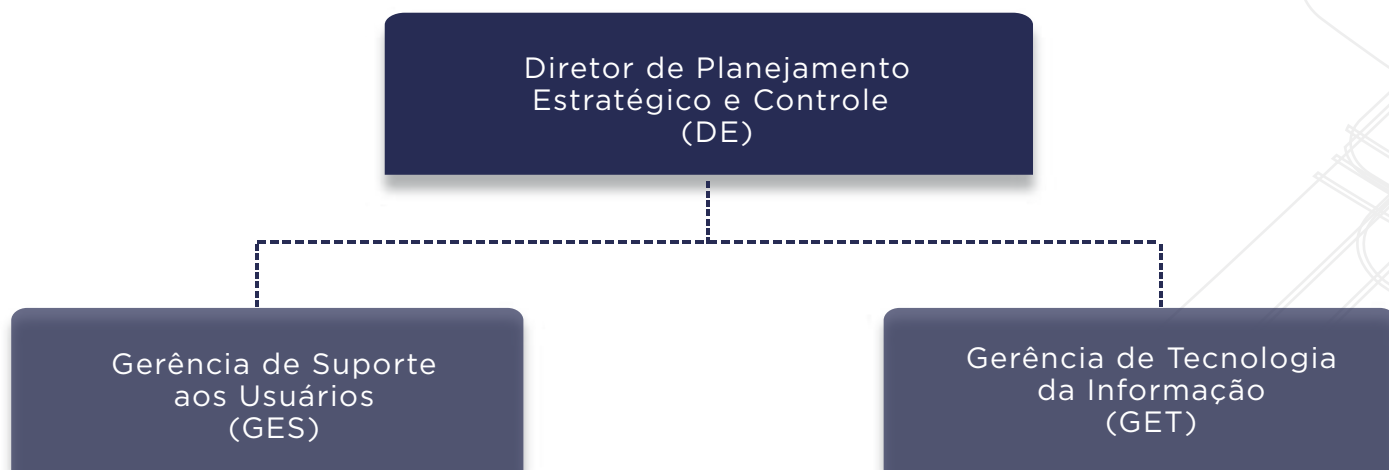 Diretor de Planejamento
Estratégico e Controle
(DE)
Gerência de Suporte
aos Usuários
(GES)
Gerência de Tecnologia
da Informação
(GET)